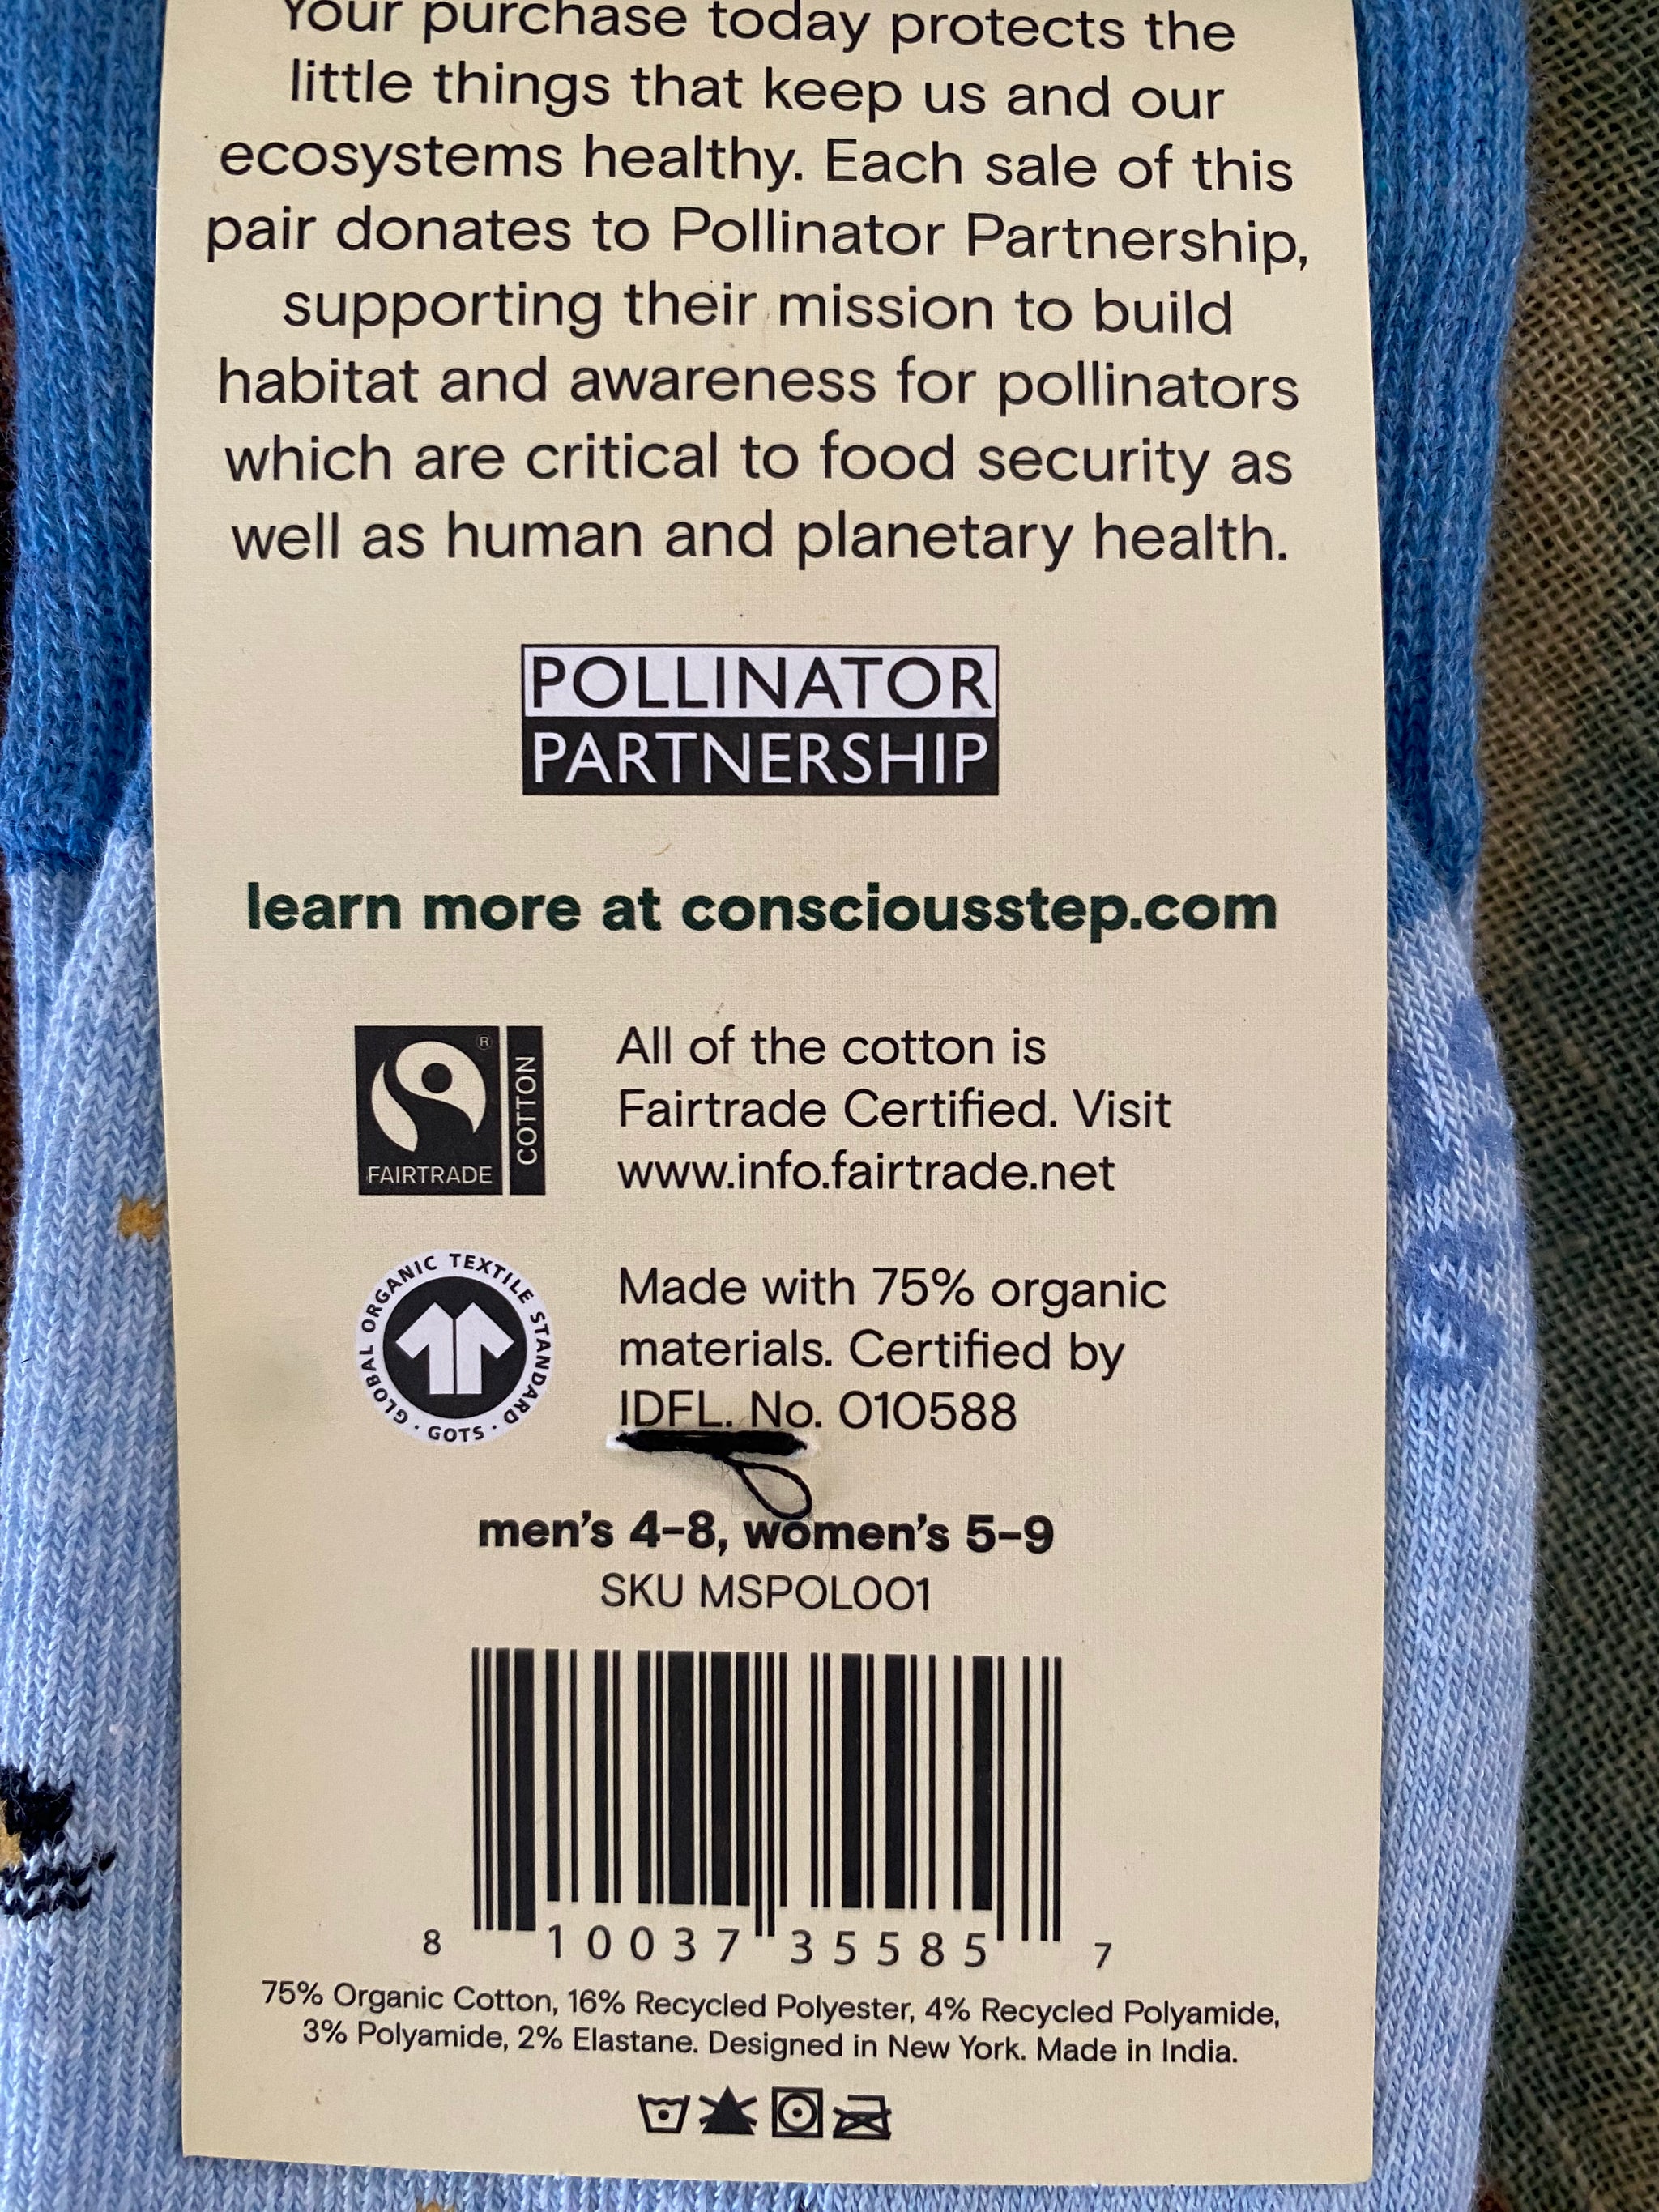 Your purchase today protects the
little things that keep us and our
ecosystems healthy. Each sale of this
pair donates to Pollinator Partnership,
supporting their mission to build
habitat and awareness for pollinators
which are critical to food security as
well as human and planetary health.
POLLINATOR
PARTNERSHIP
learn more at consciousstep.com
®
FAIRTRADE
COTTON
All of the cotton is
Fairtrade Certified. Visit
www.info.fairtrade.net
GLOBAL ORGANIC TEXTILE STANDARD · GOTS ·
Made with 75% organic
materials. Certified by
IDFL. No. 010588
men's 4–8, women's 5–9
SKU MSPOL001
8 10037 35585 7
75% Organic Cotton, 16% Recycled Polyester, 4% Recycled Polyamide,
3% Polyamide, 2% Elastane. Designed in New York. Made in India.